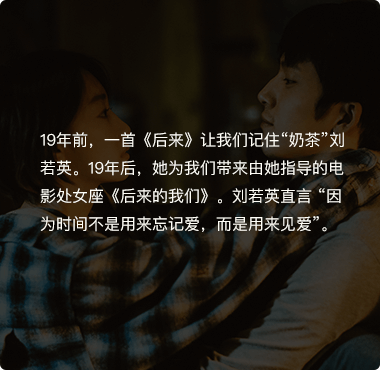 19年前，一首《后来》让我们记住“奶茶”刘
若英。19年后，她为我们带来由她指导的电
影处女座《后来的我们》。刘若英直言 “因
为时间不是用来忘记爱，而是用来见爱”。